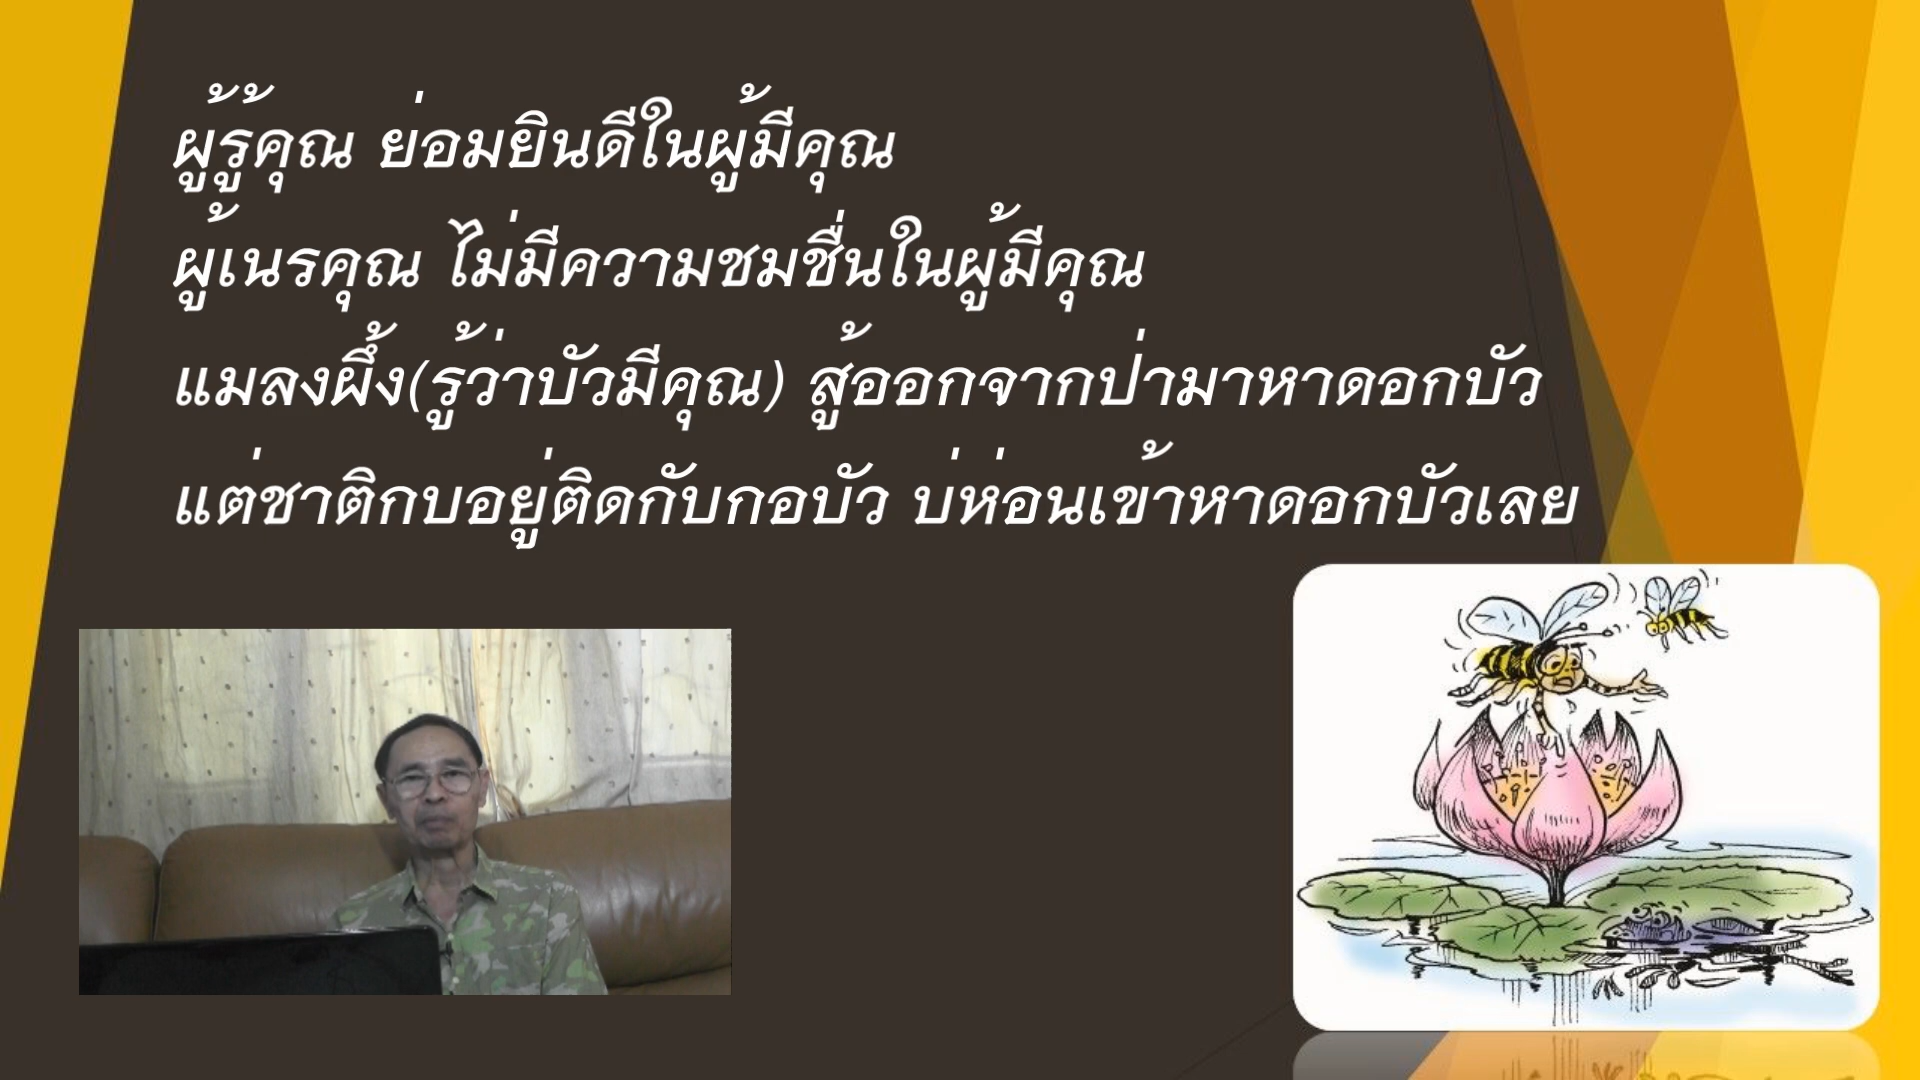 ผู้รู้คุณ ย่อมยินดีในผู้มีคุณ
ผู้เนรคุณ ไม่มีความชมชื่นในผู้มีคุณ
แมลงผึ้ง(รู้ว่าบัวมีคุณ) สู้ออกจากป่ามาหาดอกบัว
แต่ชาติกบอยู่ติดกับกอบัว บ่ห่อนเข้าหาดอกบัวเลย